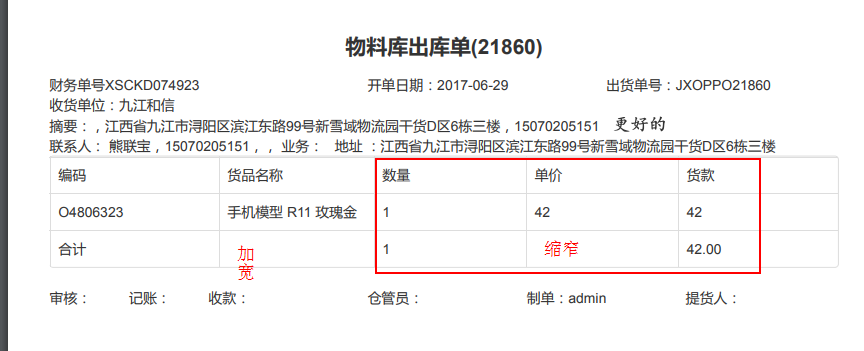 物料库出库单(21860)
财务单号XSCKD074923 开单日期：2017-06-29 出货单号：JXOPPO21860
收货单位：九江和信
摘要：，江西省九江市浔阳区滨江东路99号新雪域物流园干货D区6栋三楼，15070205151 更好的
联系人： 熊联宝，15070205151，，业务： 地址 ：江西省九江市浔阳区滨江东路99号新雪域物流园干货D区6栋三楼
编码 货品名称 数量 单价 货款
O4806323 手机模型 R11 玫瑰金 1 42 42
合计 加宽 1 缩窄 42.00
审核： 记账： 收款： 仓管员： 制单：admin 提货人：